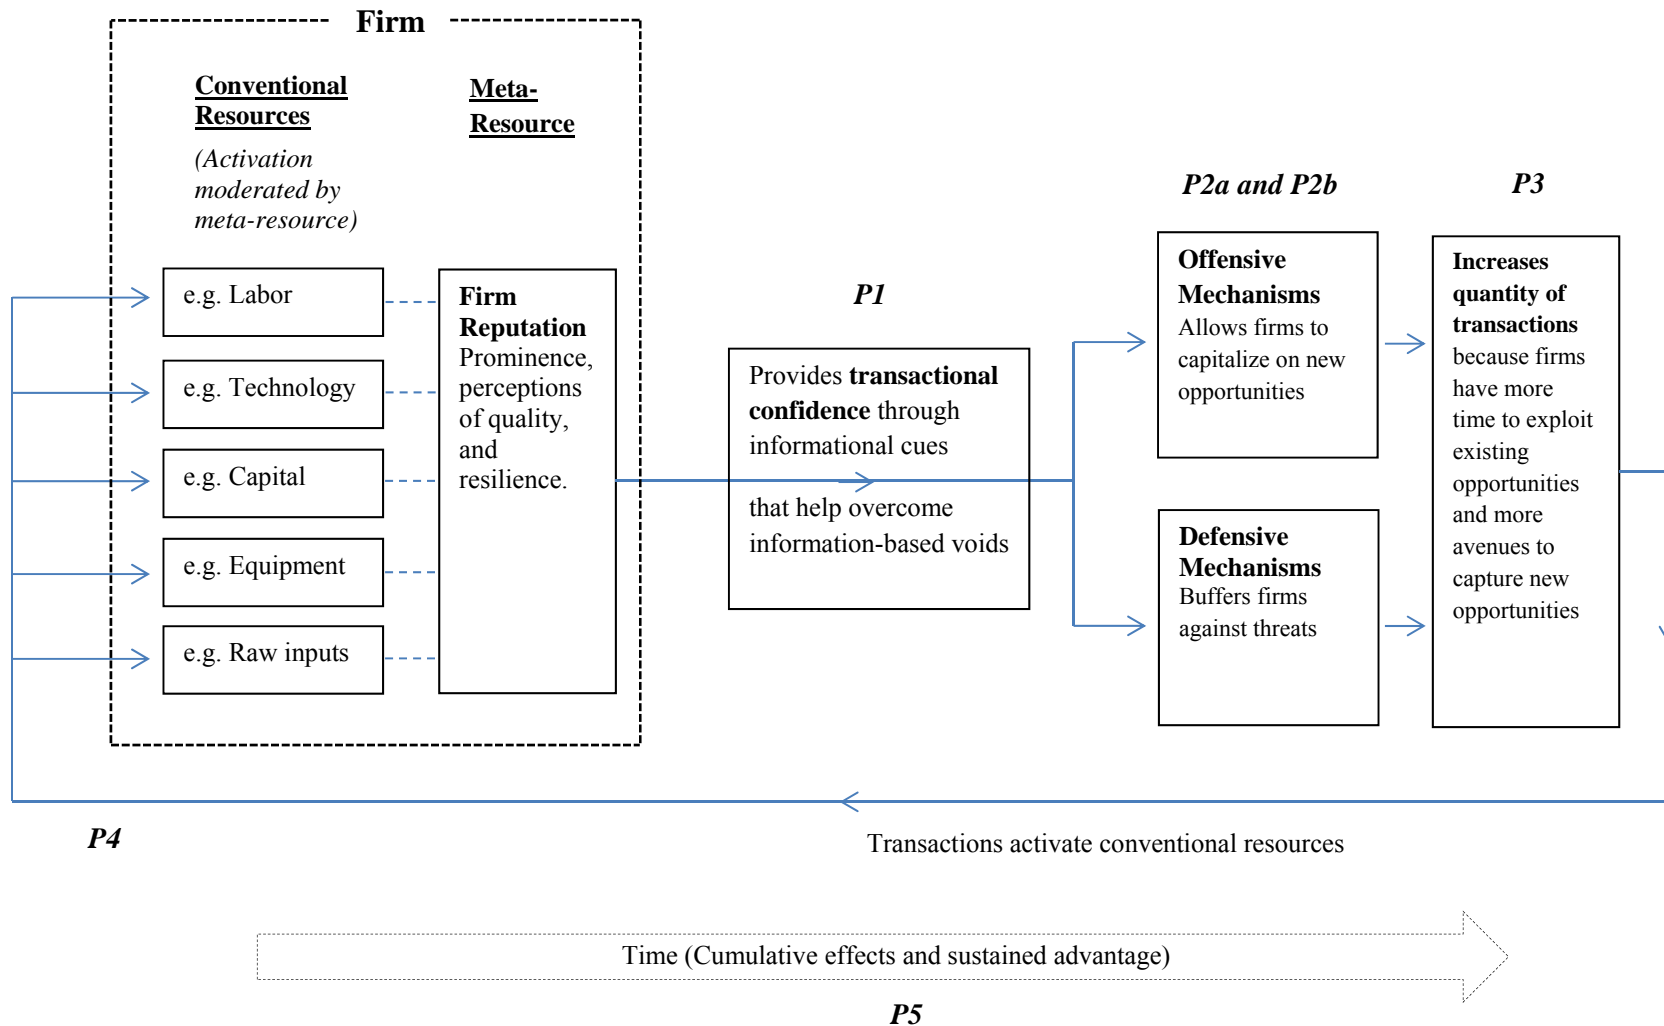 Firm
Conventional
Resources
(Activation
moderated by
meta-resource)
Meta-
Resource
e.g. Labor
e.g. Technology
e.g. Capital
e.g. Equipment
e.g. Raw inputs
Firm
Reputation
Prominence,
perceptions
of quality,
and
resilience.
P1
Provides transactional
confidence through
informational cues
that help overcome
information-based voids
P2a and P2b
Offensive
Mechanisms
Allows firms to
capitalize on new
opportunities
Defensive
Mechanisms
Buffers firms
against threats
P3
Increases
quantity of
transactions
because firms
have more
time to exploit
existing
opportunities
and more
avenues to
capture new
opportunities
P4
Transactions activate conventional resources
Time (Cumulative effects and sustained advantage)
P5